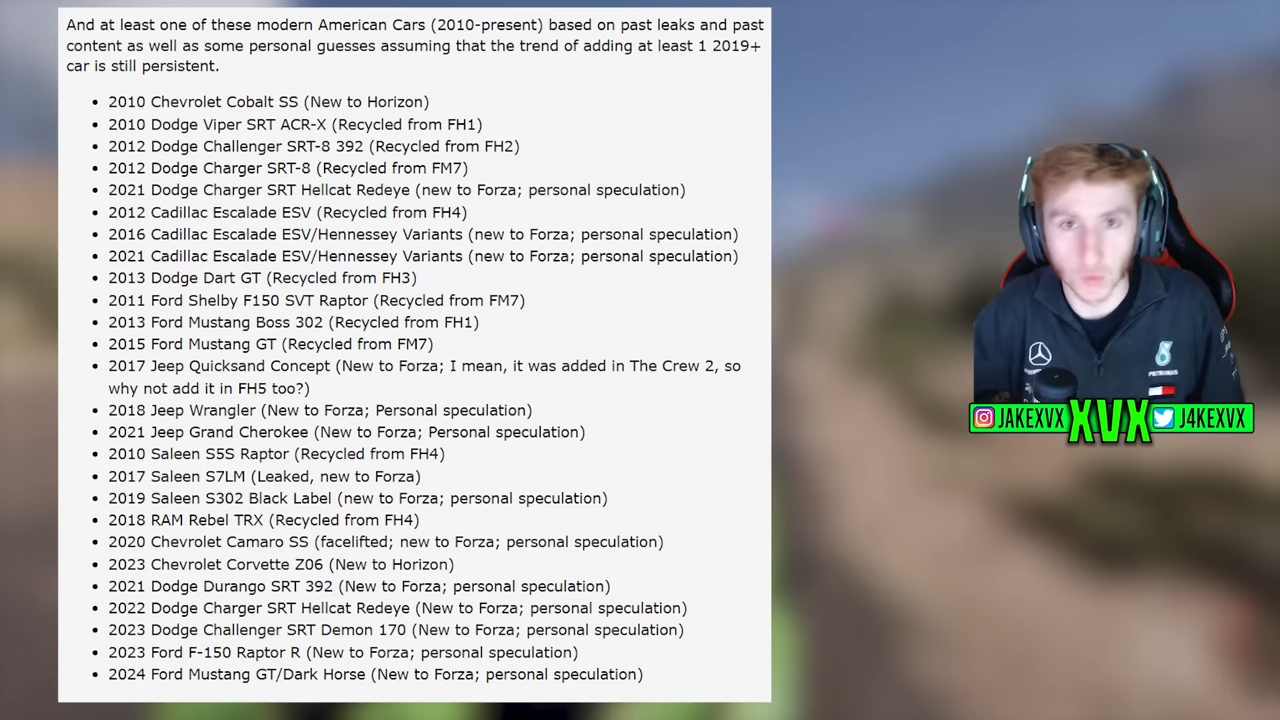 And at least one of these modern American Cars (2010-present) based on past leaks and past
content as well as some personal guesses assuming that the trend of adding at least 1 2019+
car is still persistent.
• 2010 Chevrolet Cobalt SS (New to Horizon)
• 2010 Dodge Viper SRT ACR-X (Recycled from FH1)
• 2012 Dodge Challenger SRT-8 392 (Recycled from FH2)
• 2012 Dodge Charger SRT-8 (Recycled from FM7)
• 2021 Dodge Charger SRT Hellcat Redeye (new to Forza; personal speculation)
• 2012 Cadillac Escalade ESV (Recycled from FH4)
• 2016 Cadillac Escalade ESV/Hennessey Variants (new to Forza; personal speculation)
• 2021 Cadillac Escalade ESV/Hennessey Variants (new to Forza; personal speculation)
• 2013 Dodge Dart GT (Recycled from FH3)
• 2011 Ford Shelby F150 SVT Raptor (Recycled from FM7)
• 2013 Ford Mustang Boss 302 (Recycled from FH1)
• 2015 Ford Mustang GT (Recycled from FM7)
• 2017 Jeep Quicksand Concept (New to Forza; I mean, it was added in The Crew 2, so
why not add it in FH5 too?)
• 2018 Jeep Wrangler (New to Forza; Personal speculation)
• 2021 Jeep Grand Cherokee (New to Forza; Personal speculation)
• 2010 Saleen S5S Raptor (Recycled from FH4)
• 2017 Saleen S7LM (Leaked, new to Forza)
• 2019 Saleen S302 Black Label (new to Forza; personal speculation)
• 2018 RAM Rebel TRX (Recycled from FH4)
• 2020 Chevrolet Camaro SS (facelifted; new to Forza; personal speculation)
• 2023 Chevrolet Corvette Z06 (New to Horizon)
• 2021 Dodge Durango SRT 392 (New to Forza; personal speculation)
• 2022 Dodge Charger SRT Hellcat Redeye (New to Forza; personal speculation)
• 2023 Dodge Challenger SRT Demon 170 (New to Forza; personal speculation)
• 2023 Ford F-150 Raptor R (New to Forza; personal speculation)
• 2024 Ford Mustang GT/Dark Horse (New to Forza; personal speculation)
PETRONAS
JAKEXVX XVX J4KEXVX